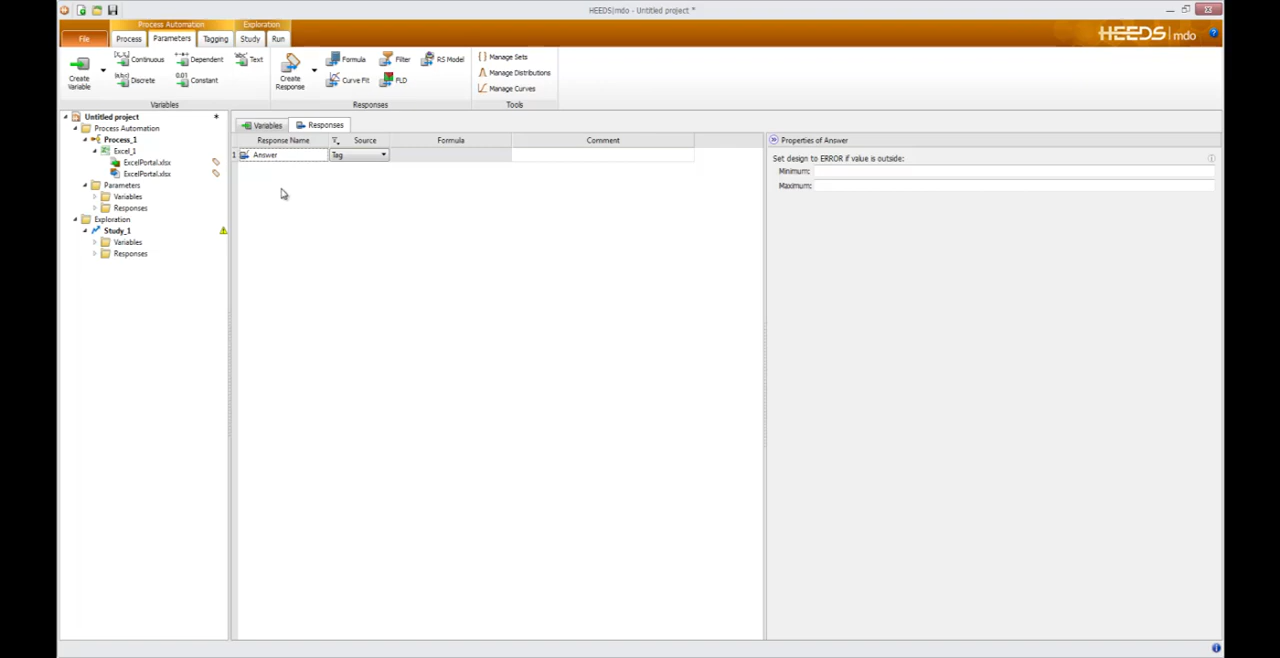 HEEDS|mdo - Untitled project *
Process Automation Exploration
File Process Parameters Tagging Study Run
HEEDS|mdo
Create Variable
Continuous Dependent Text
Discrete Constant
Variables
Create Response
Formula Filter RS Model
Curve Fit FLD
Responses
Manage Sets
Manage Distributions
Manage Curves
Tools
Untitled project *
Process Automation
Process_1
Excel_1
ExcelPortal.xlsx
ExcelPortal.xlsx
Parameters
Variables
Responses
Exploration
Study_1
Variables
Responses
Variables Responses
Response Name Source Formula Comment
1 Answer Tag
Properties of Answer
Set design to ERROR if value is outside:
Minimum:
Maximum: